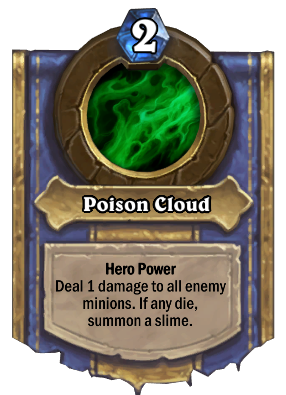 2
Poison Cloud
Hero Power
Deal 1 damage to all enemy
minions. If any die,
summon a slime.